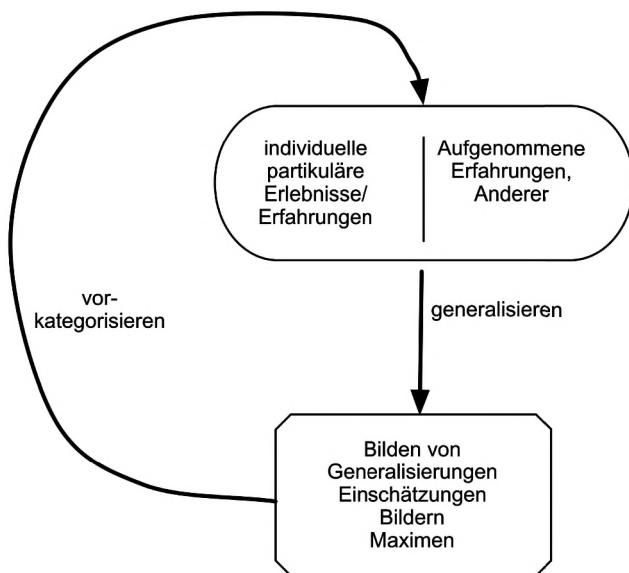 individuelle
partikuläre
Erlebnisse/
Erfahrungen
Aufgenommene
Erfahrungen,
Anderer
vor-
kategorisieren
generalisieren
Bilden von
Generalisierungen
Einschätzungen
Bildern
Maximen